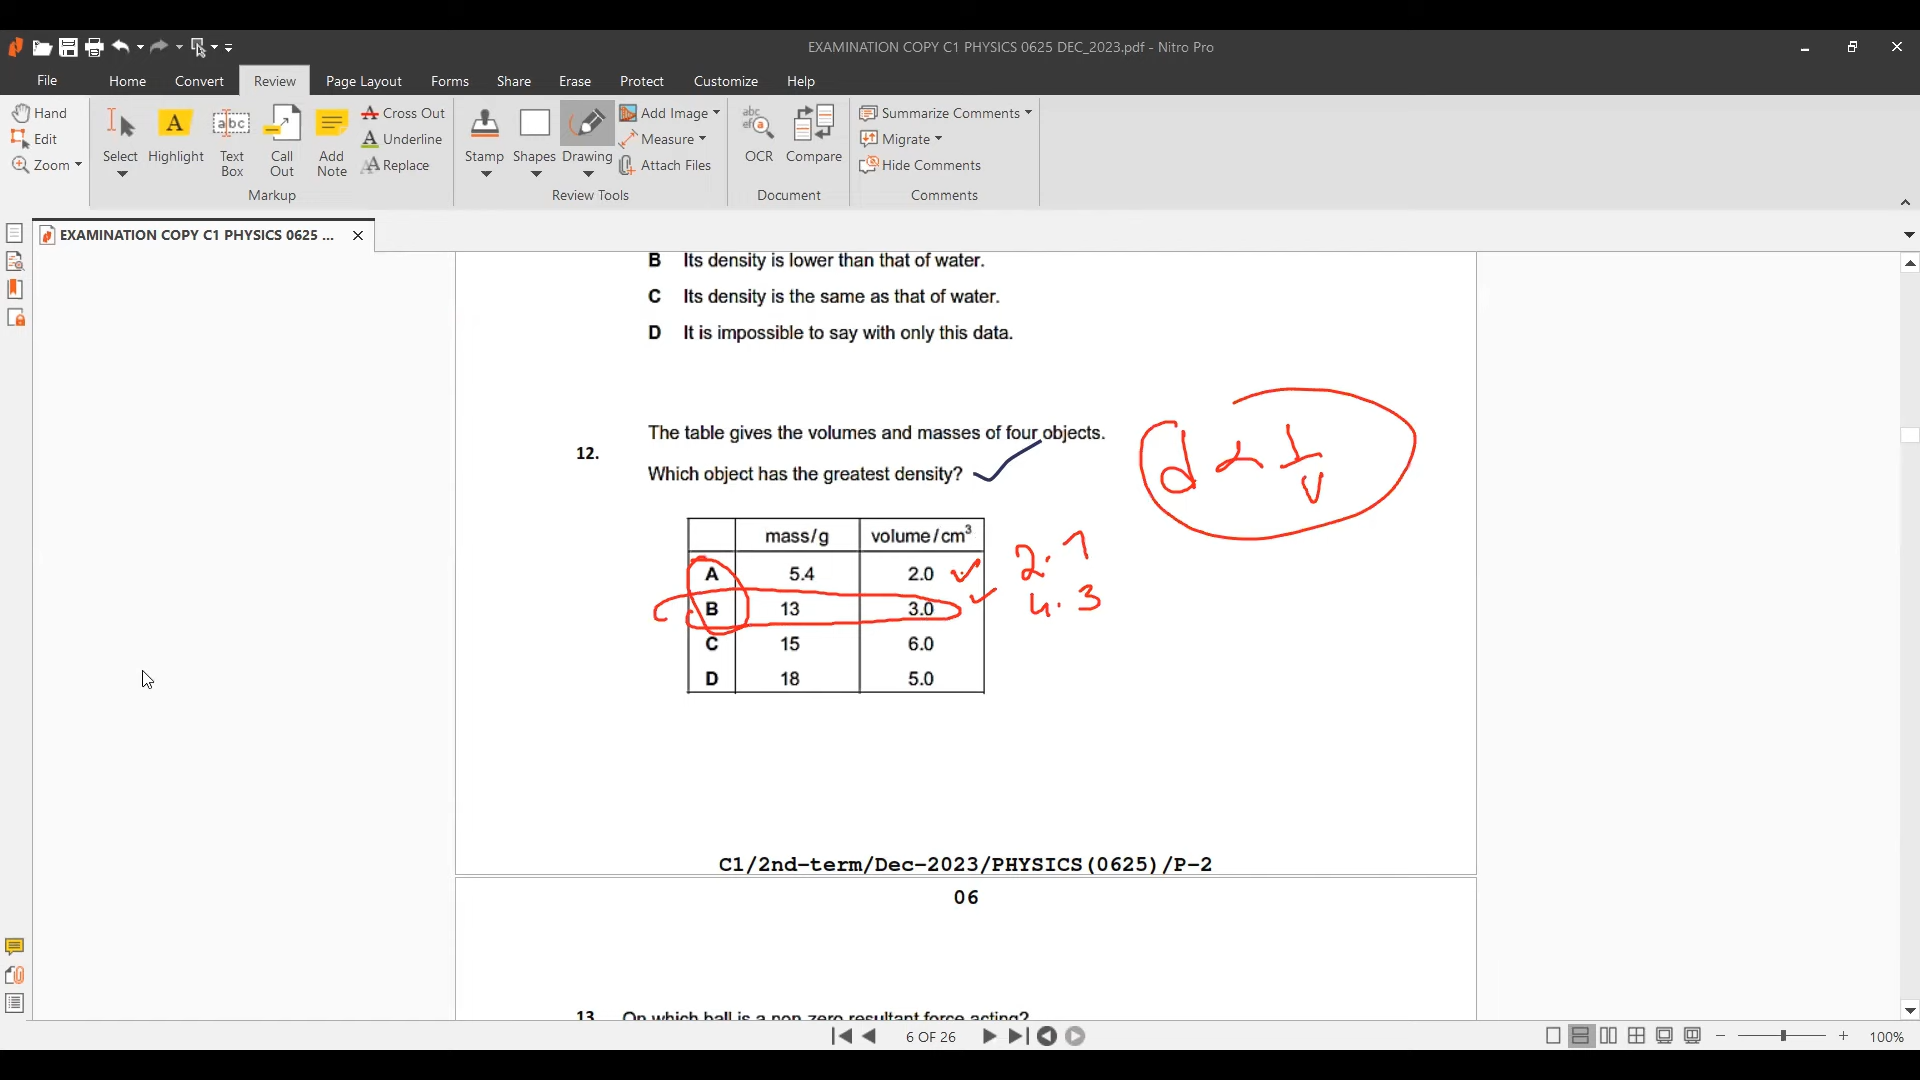 EXAMINATION COPY C1 PHYSICS 0625 DEC_2023.pdf - Nitro Pro
File Home Convert Review Page Layout Forms Share Erase Protect Customize Help
Hand
Edit
Zoom
Select
Highlight
Text Box
Call Out
Add Note
Cross Out
Underline
Replace
Markup
Stamp
Shapes
Drawing
Add Image
Measure
Attach Files
Review Tools
OCR
Compare
Document
Summarize Comments
Migrate
Hide Comments
Comments
EXAMINATION COPY C1 PHYSICS 0625 ...
B Its density is lower than that of water.
C Its density is the same as that of water.
D It is impossible to say with only this data.
12. The table gives the volumes and masses of four objects.
Which object has the greatest density?
d ∝ 1/v
mass/g volume/cm³
A 5.4 2.0 2.7
B 13 3.0 4.3
C 15 6.0
D 18 5.0
C1/2nd-term/Dec-2023/PHYSICS(0625)/P-2
06
13 On which ball is a non-zero resultant force acting?
6 OF 26
100%